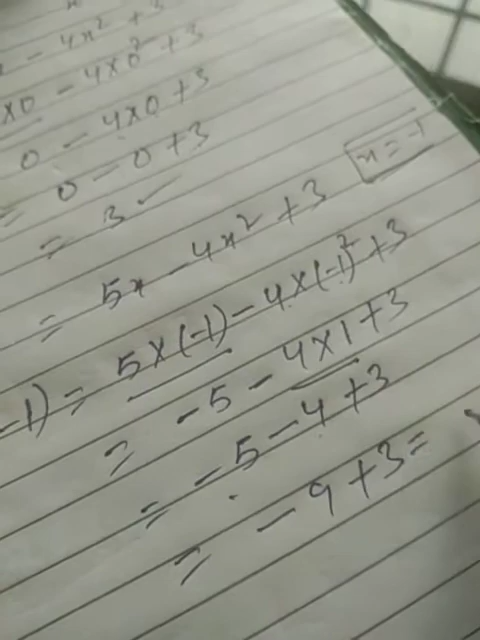 - 4x² + 3
x0 - 4x0² + 3
0 - 4x0 + 3
= 0 - 0 + 3
= 3
x = -1
= 5x - 4x² + 3
-1) = 5x(-1) - 4x(-1)² + 3
= -5 - 4x1 + 3
= -5 - 4 + 3
= -9 + 3 =